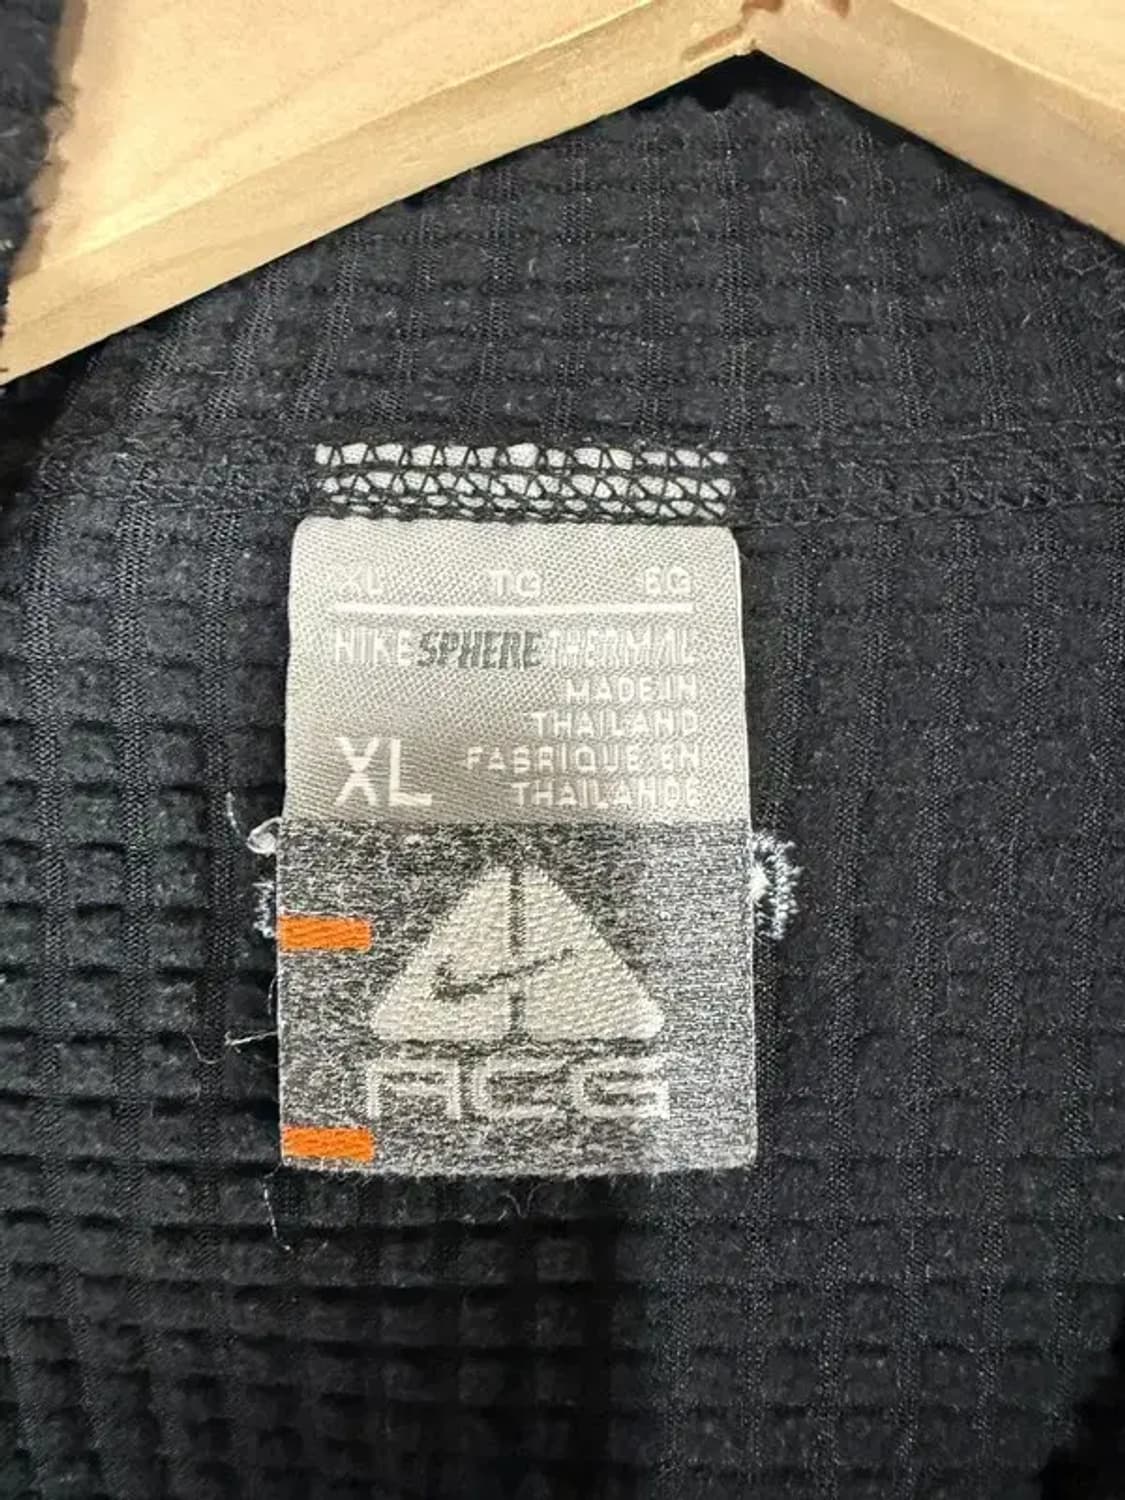 XL TG EG
NIKE SPHERE THERMAL
MADE IN
THAILAND
XL FABRIQUE EN
THAILANDE
ACG